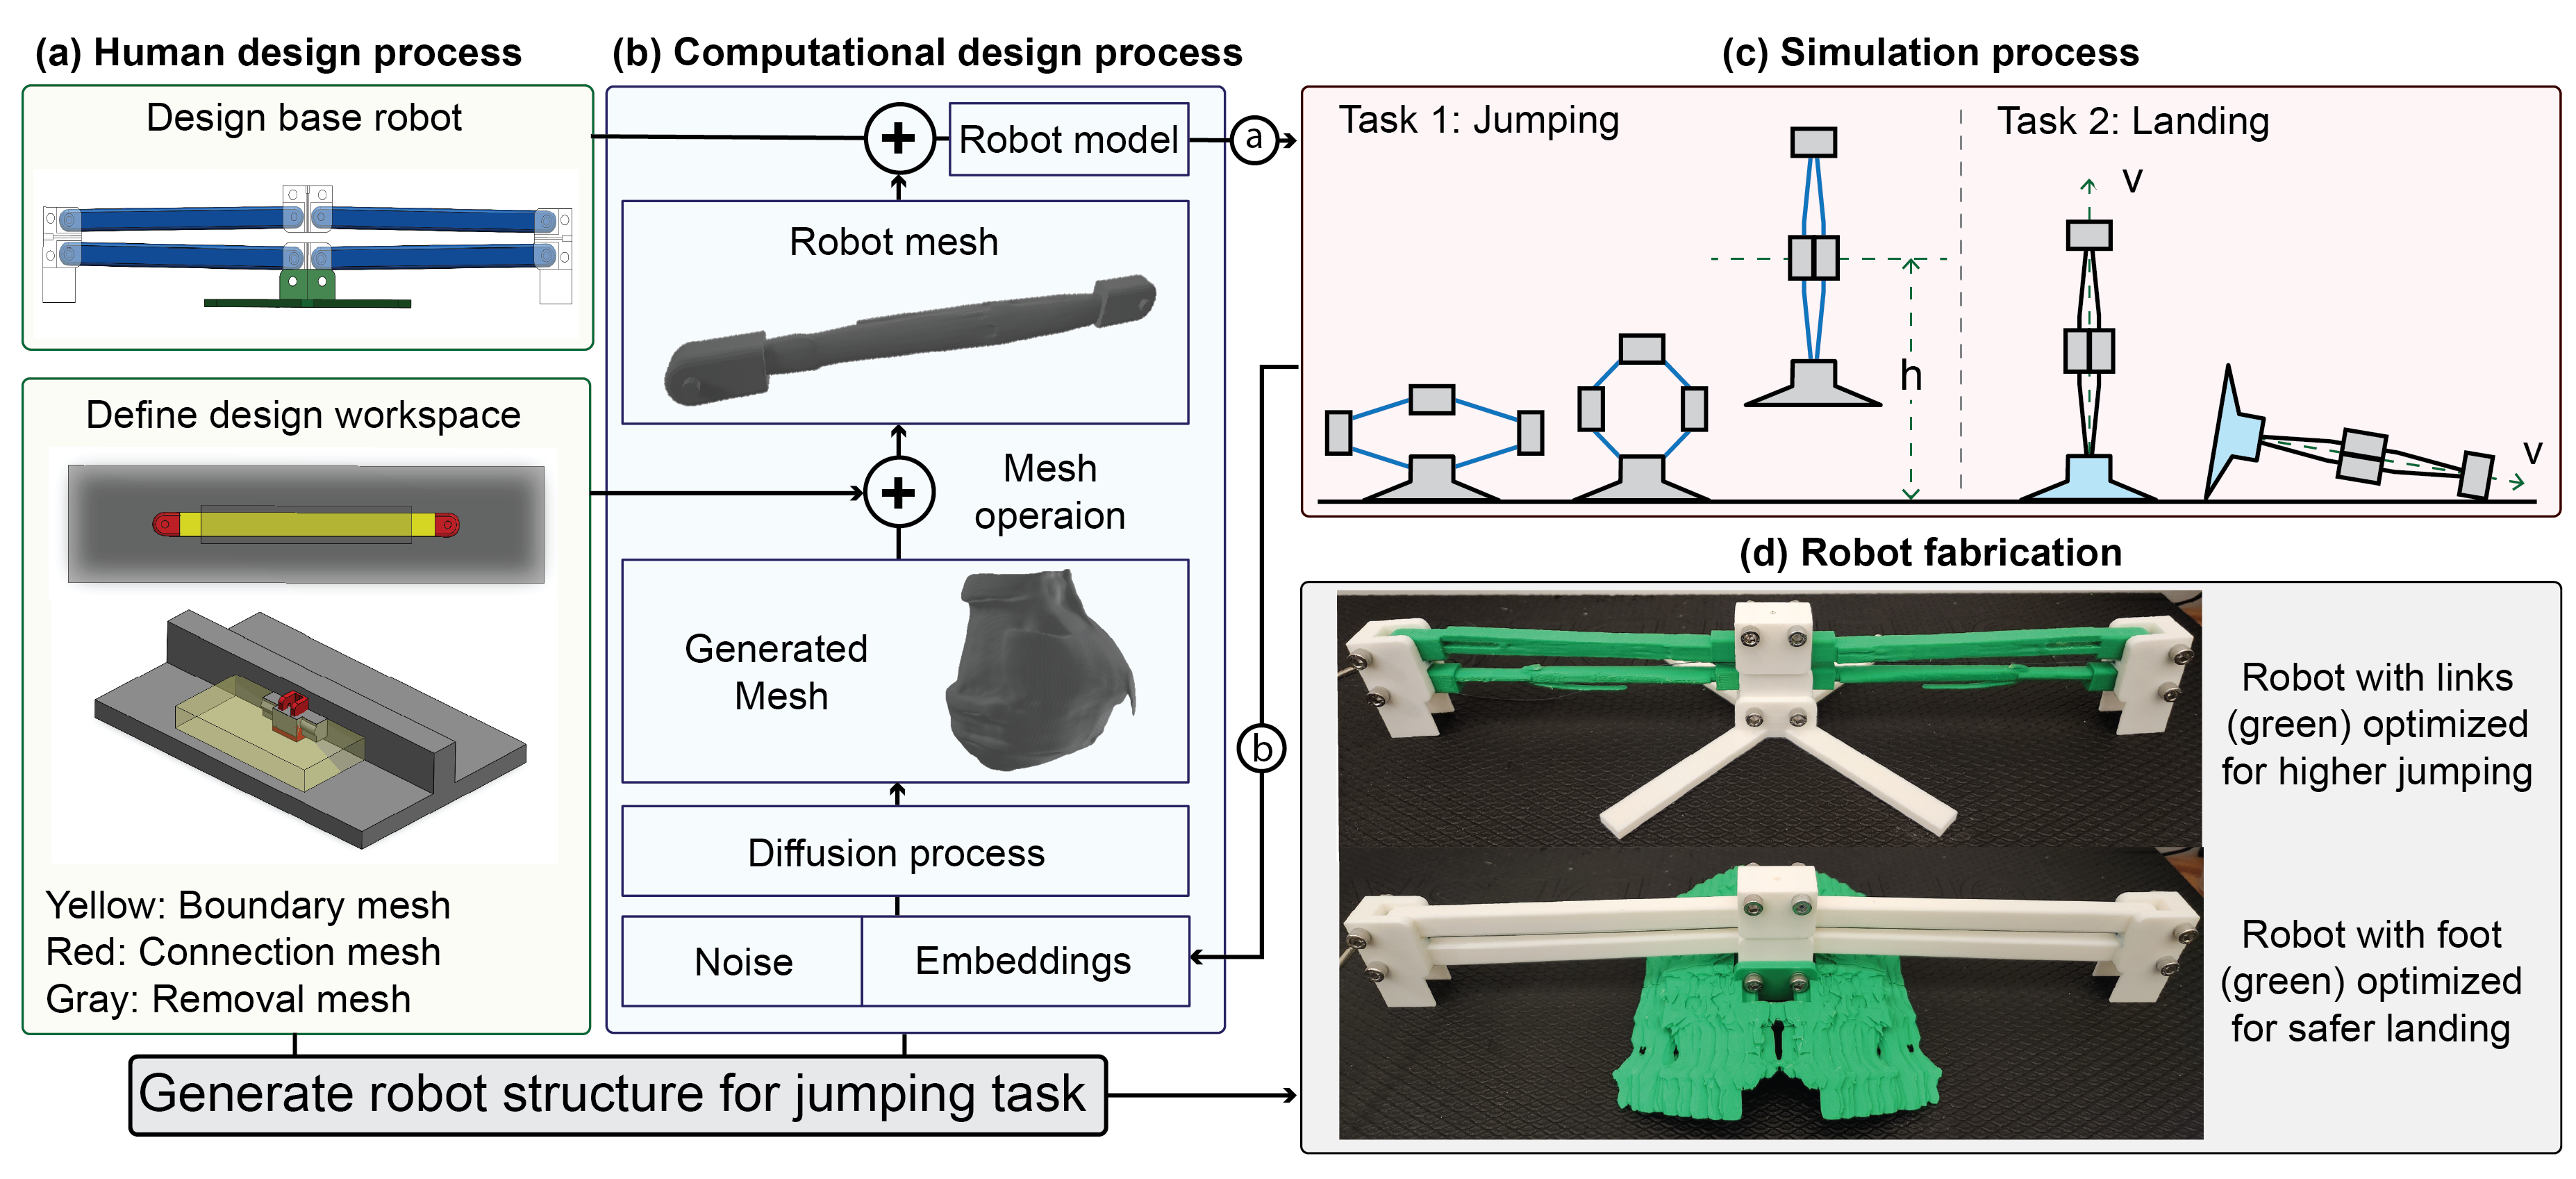 (a) Human design process
Design base robot
Define design workspace
Yellow: Boundary mesh
Red: Connection mesh
Gray: Removal mesh
(b) Computational design process
Robot model
Robot mesh
Mesh
operaion
Generated
Mesh
Diffusion process
Noise
Embeddings
Generate robot structure for jumping task
a
b
(c) Simulation process
Task 1: Jumping
h
Task 2: Landing
v
v
(d) Robot fabrication
Robot with links
(green) optimized
for higher jumping
Robot with foot
(green) optimized
for safer landing